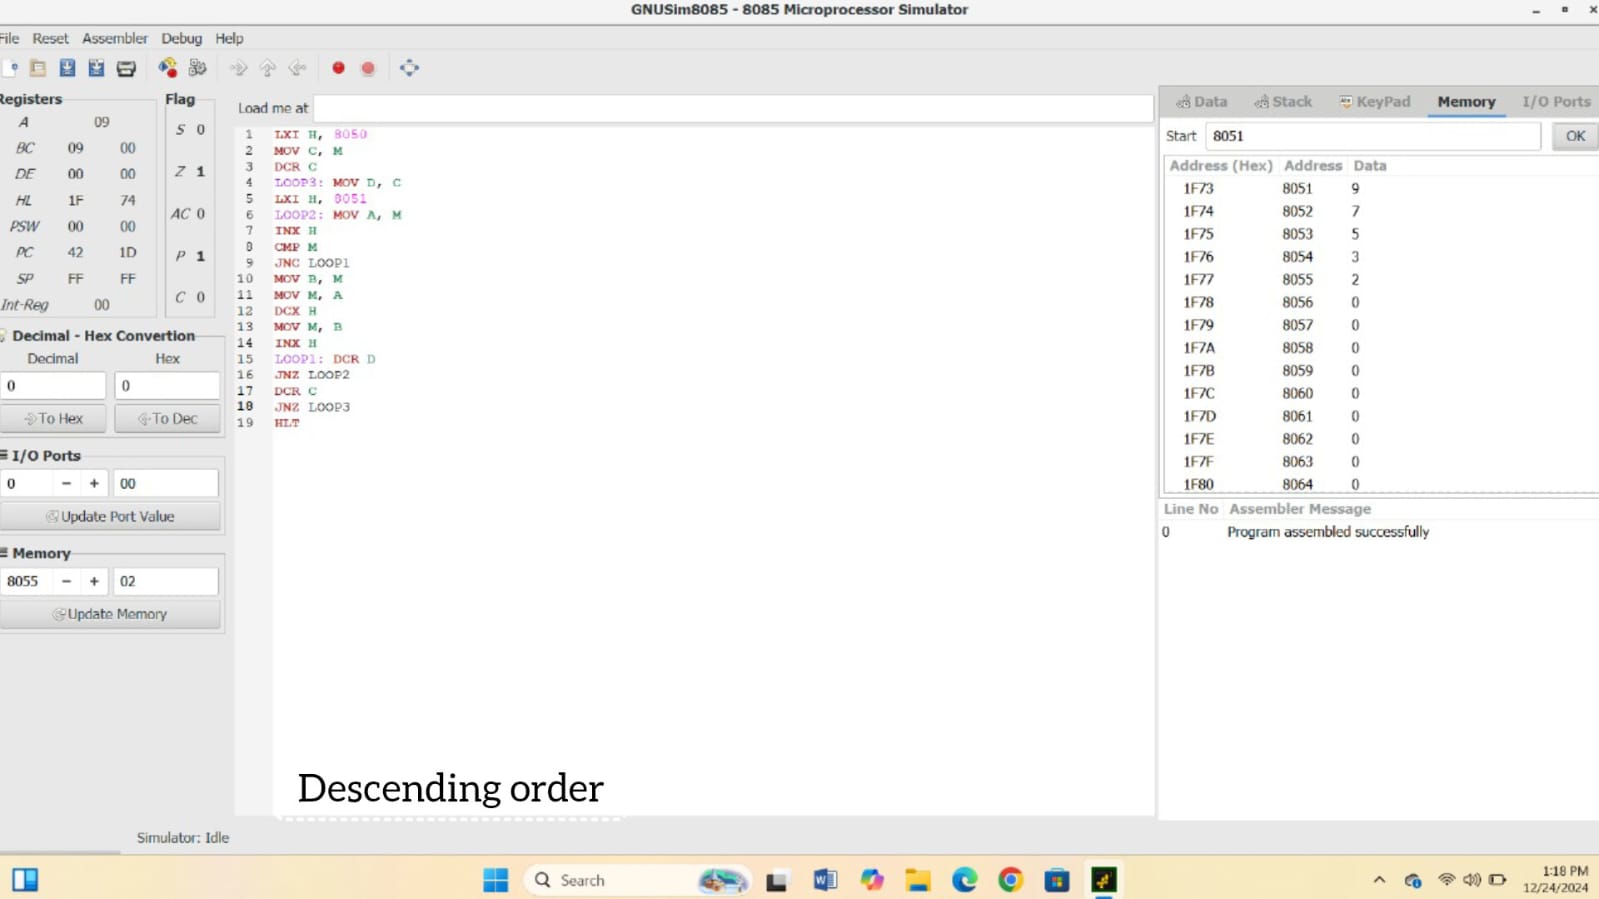 GNUSim8085 - 8085 Microprocessor Simulator
File Reset Assembler Debug Help
Registers
A 09
BC 09 00
DE 00 00
HL 1F 74
PSW 00 00
PC 42 1D
SP FF FF
Int-Reg 00
Flag
S 0
Z 1
AC 0
P 1
C 0
Decimal - Hex Convertion
Decimal Hex
0 0
To Hex To Dec
I/O Ports
0 - + 00
Update Port Value
Memory
8055 - + 02
Update Memory
Load me at
1 LXI H, 8050
2 MOV C, M
3 DCR C
4 LOOP3: MOV D, C
5 LXI H, 8051
6 LOOP2: MOV A, M
7 INX H
8 CMP M
9 JNC LOOP1
10 MOV B, M
11 MOV M, A
12 DCX H
13 MOV M, B
14 INX H
15 LOOP1: DCR D
16 JNZ LOOP2
17 DCR C
18 JNZ LOOP3
19 HLT
Descending order
Data Stack KeyPad Memory I/O Ports
Start 8051 OK
Address (Hex) Address Data
1F73 8051 9
1F74 8052 7
1F75 8053 5
1F76 8054 3
1F77 8055 2
1F78 8056 0
1F79 8057 0
1F7A 8058 0
1F7B 8059 0
1F7C 8060 0
1F7D 8061 0
1F7E 8062 0
1F7F 8063 0
1F80 8064 0
Line No Assembler Message
0 Program assembled successfully
Simulator: Idle
Search
1:18 PM
12/24/2024